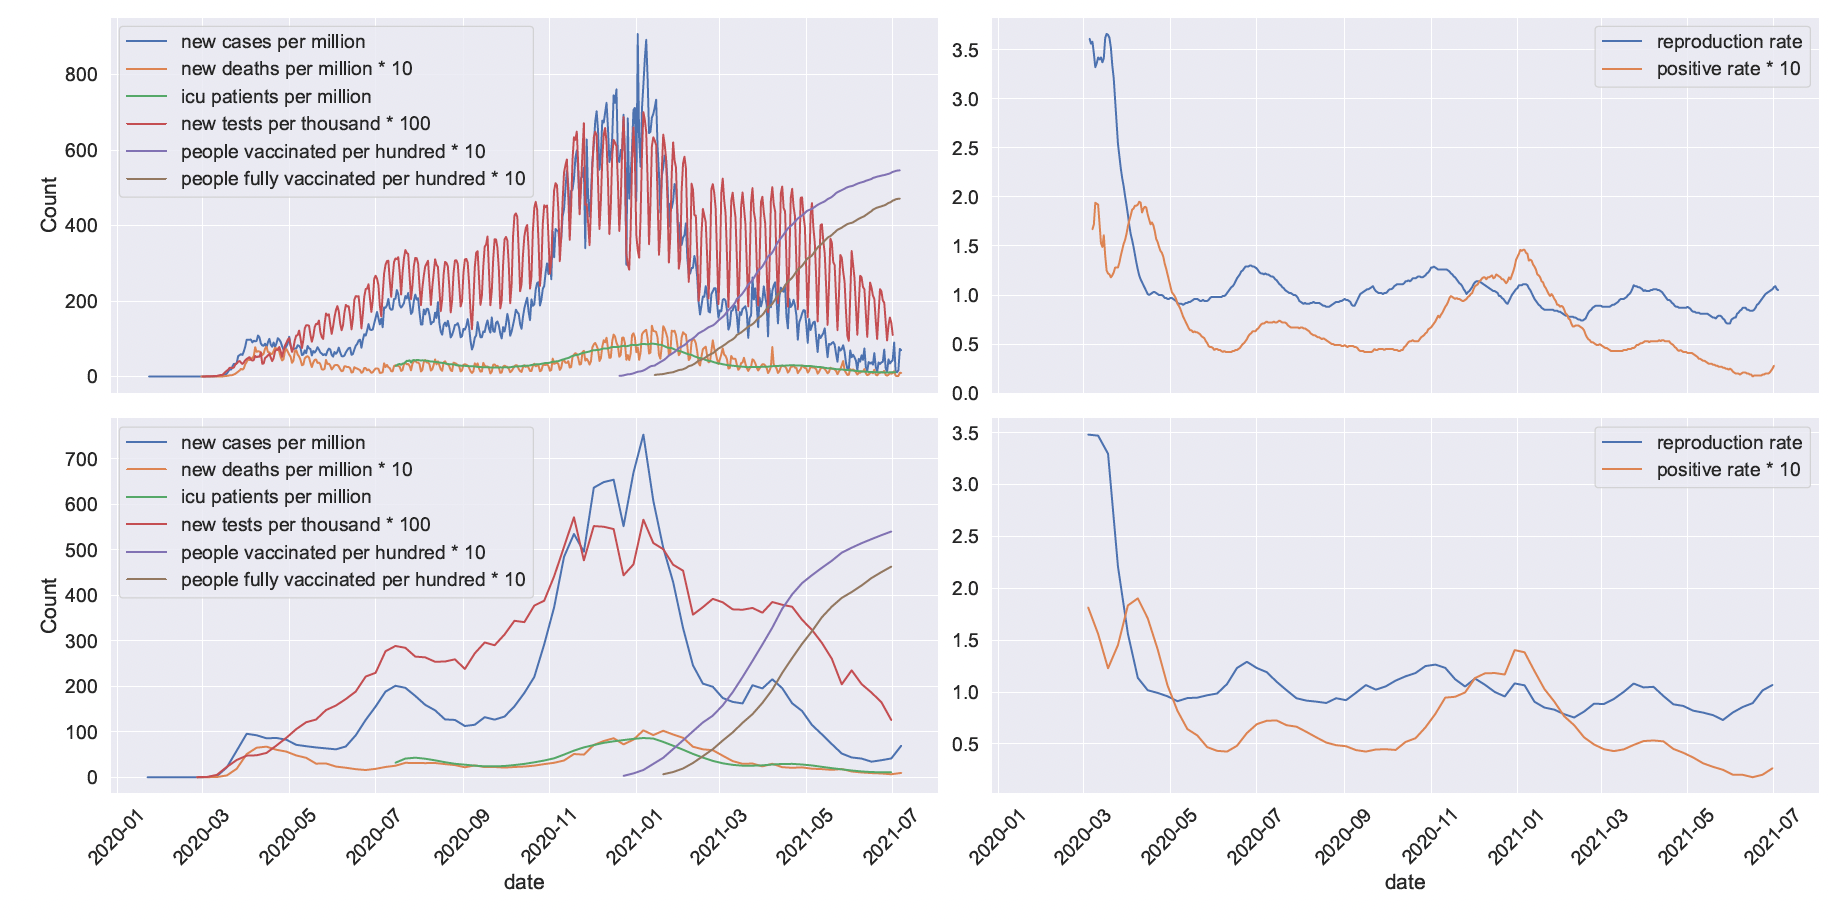 new cases per million
new deaths per million * 10
icu patients per million
new tests per thousand * 100
people vaccinated per hundred * 10
people fully vaccinated per hundred * 10
Count
800
600
400
200
0
reproduction rate
positive rate * 10
3.5
3.0
2.5
2.0
1.5
1.0
0.5
0.0
new cases per million
new deaths per million * 10
icu patients per million
new tests per thousand * 100
people vaccinated per hundred * 10
people fully vaccinated per hundred * 10
Count
700
600
500
400
300
200
100
0
2020-01
2020-03
2020-05
2020-07
2020-09
2020-11
2021-01
2021-03
2021-05
2021-07
date
reproduction rate
positive rate * 10
3.5
3.0
2.5
2.0
1.5
1.0
0.5
2020-01
2020-03
2020-05
2020-07
2020-09
2020-11
2021-01
2021-03
2021-05
2021-07
date